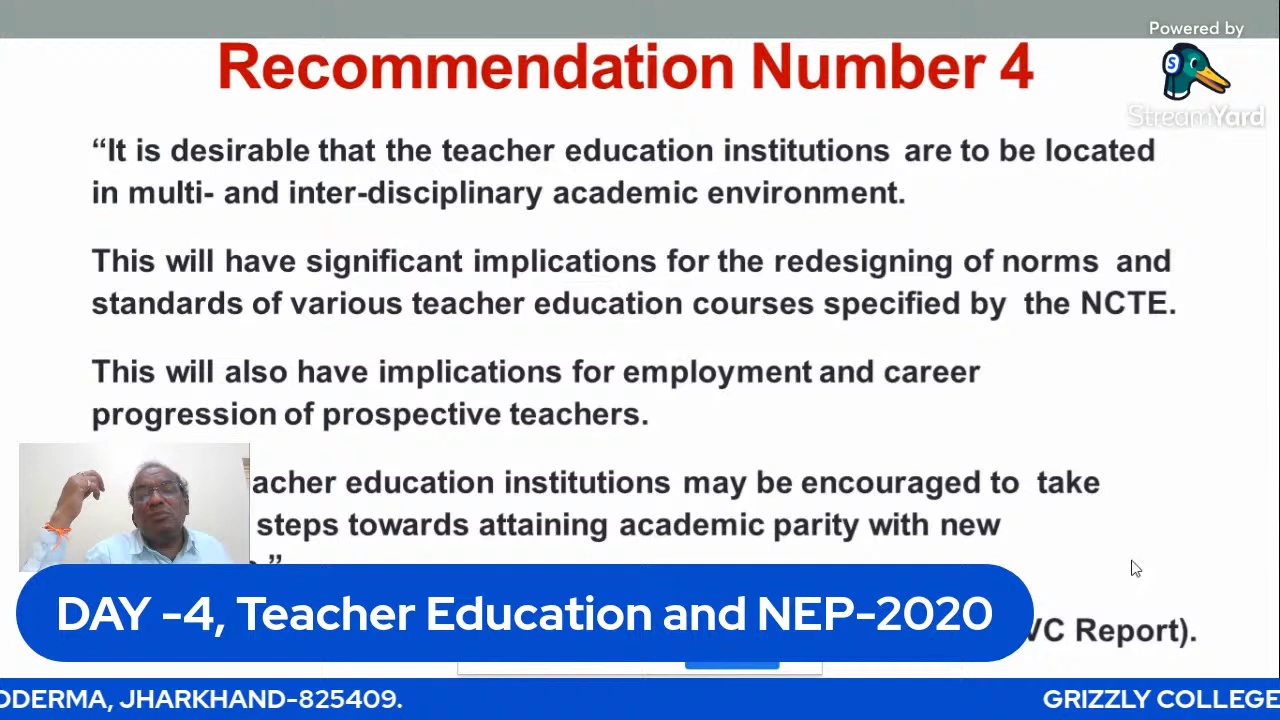 Powered by
StreamYard
Recommendation Number 4
“It is desirable that the teacher education institutions are to be located
in multi- and inter-disciplinary academic environment.
This will have significant implications for the redesigning of norms and
standards of various teacher education courses specified by the NCTE.
This will also have implications for employment and career
progression of prospective teachers.
education institutions may be encouraged to take
steps towards attaining academic parity with new
”
Report).
DAY -4, Teacher Education and NEP-2020
JHARKHAND-825409.
GRIZZLY COLLEGE